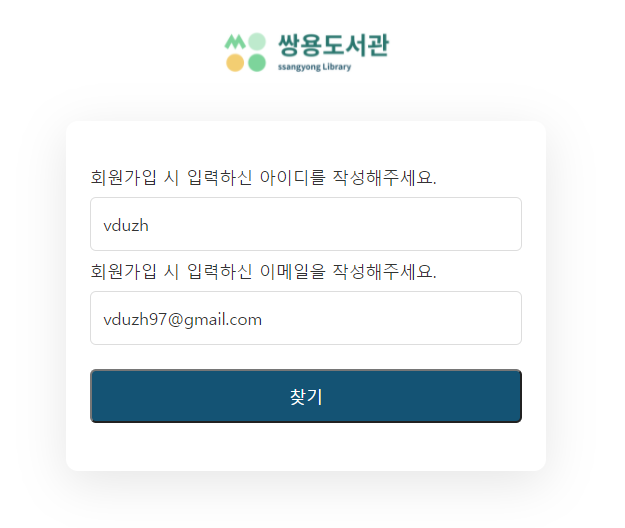 쌍용도서관
ssangyong Library
회원가입 시 입력하신 아이디를 작성해주세요.
vduzh
회원가입 시 입력하신 이메일을 작성해주세요.
vduzh97@gmail.com
찾기